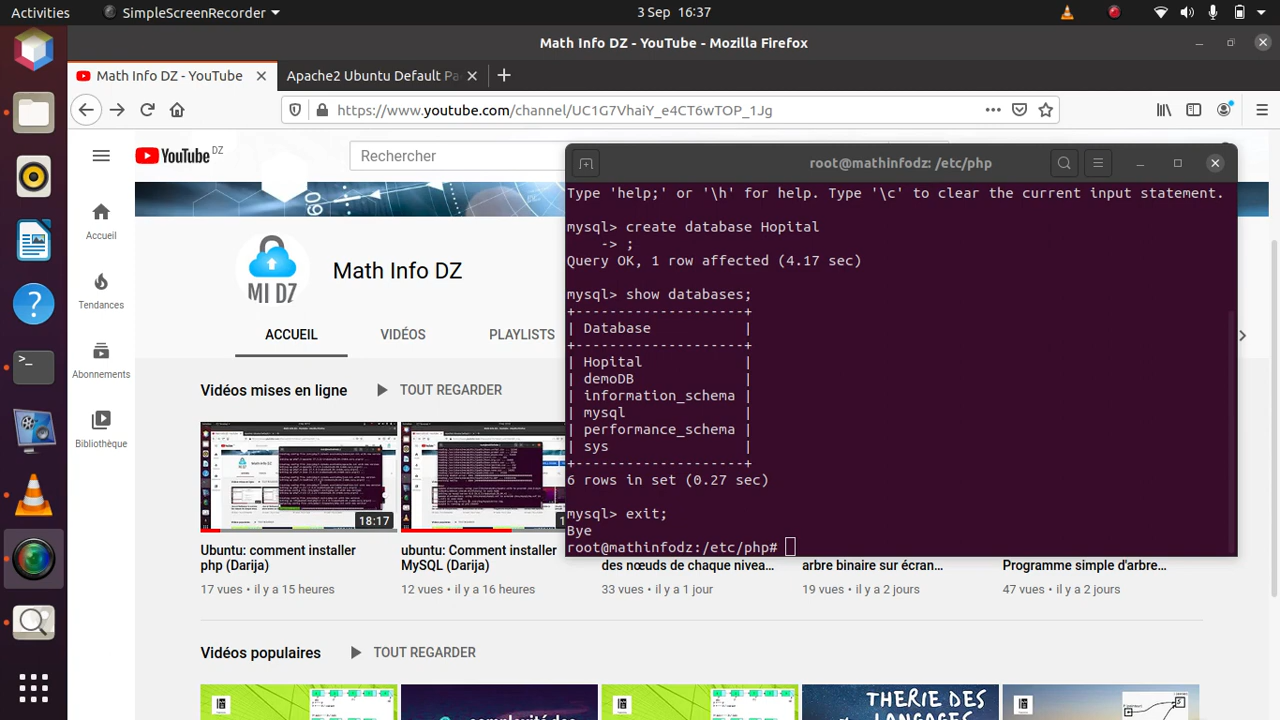 Activities SimpleScreenRecorder 3 Sep 16:37
Math Info DZ - YouTube - Mozilla Firefox
Math Info DZ - YouTube Apache2 Ubuntu Default Pa
https://www.youtube.com/channel/UC1G7VhaiY_e4CT6wTOP_1Jg
YouTube DZ
Rechercher
60
Accueil
Tendances
Abonnements
Bibliothèque
MI DZ
Math Info DZ
ACCUEIL VIDÉOS PLAYLISTS
Vidéos mises en ligne TOUT REGARDER
18:17
Ubuntu: comment installer
php (Darija)
17 vues • il y a 15 heures
ubuntu: Comment installer
MySQL (Darija)
12 vues • il y a 16 heures
des nœuds de chaque nivea...
33 vues • il y a 1 jour
arbre binaire sur écran...
19 vues • il y a 2 jours
Programme simple d'arbre...
47 vues • il y a 2 jours
Vidéos populaires TOUT REGARDER
THERIE DES
root@mathinfodz: /etc/php
Type 'help;' or '\h' for help. Type '\c' to clear the current input statement.
mysql> create database Hopital
-> ;
Query OK, 1 row affected (4.17 sec)
mysql> show databases;
+--------------------+
| Database |
+--------------------+
| Hopital |
| demoDB |
| information_schema |
| mysql |
| performance_schema |
| sys |
+--------------------+
6 rows in set (0.27 sec)
mysql> exit;
Bye
root@mathinfodz:/etc/php#